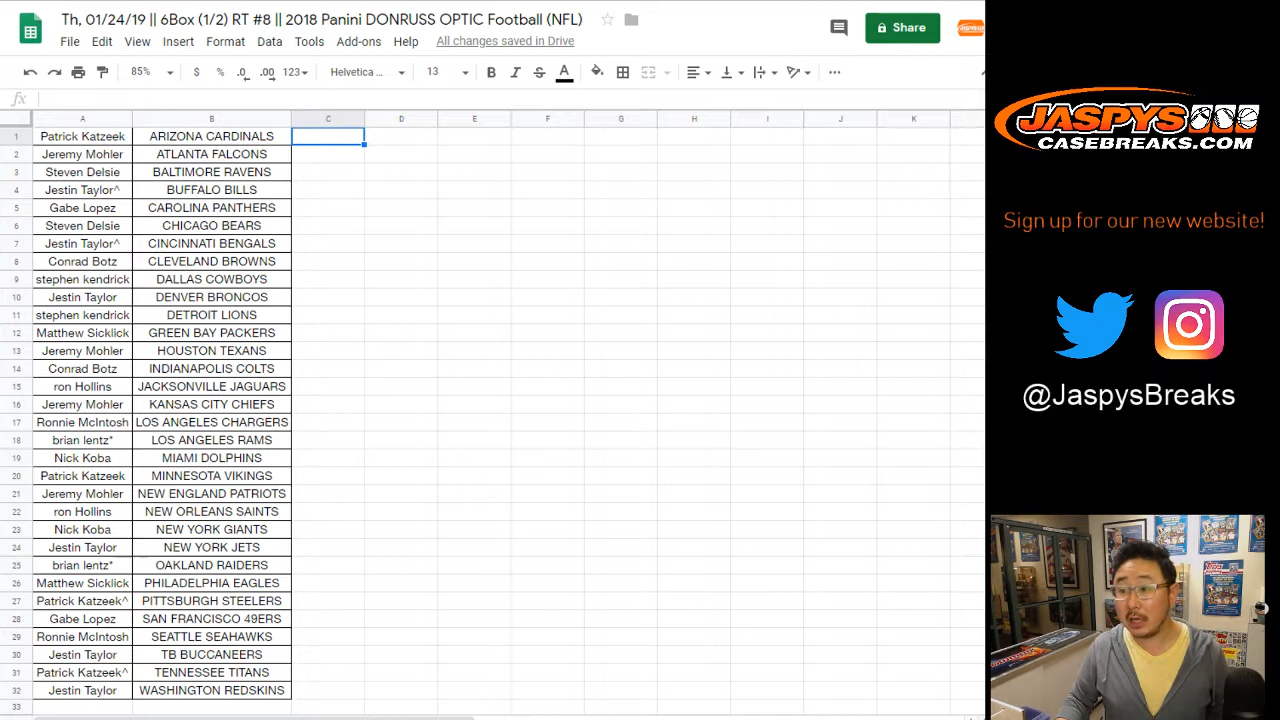 Th, 01/24/19 || 6Box (1/2) RT #8 || 2018 Panini DONRUSS OPTIC Football (NFL)
File Edit View Insert Format Data Tools Add-ons Help All changes saved in Drive
Share
85% $ % .0 .00 123 Helvetica ... 13 B I S A
fx
A B C D E F G H I J K
1 Patrick Katzeek ARIZONA CARDINALS
2 Jeremy Mohler ATLANTA FALCONS
3 Steven Delsie BALTIMORE RAVENS
4 Jestin Taylor^ BUFFALO BILLS
5 Gabe Lopez CAROLINA PANTHERS
6 Steven Delsie CHICAGO BEARS
7 Jestin Taylor^ CINCINNATI BENGALS
8 Conrad Botz CLEVELAND BROWNS
9 stephen kendrick DALLAS COWBOYS
10 Jestin Taylor DENVER BRONCOS
11 stephen kendrick DETROIT LIONS
12 Matthew Sicklick GREEN BAY PACKERS
13 Jeremy Mohler HOUSTON TEXANS
14 Conrad Botz INDIANAPOLIS COLTS
15 ron Hollins JACKSONVILLE JAGUARS
16 Jeremy Mohler KANSAS CITY CHIEFS
17 Ronnie McIntosh LOS ANGELES CHARGERS
18 brian lentz* LOS ANGELES RAMS
19 Nick Koba MIAMI DOLPHINS
20 Patrick Katzeek MINNESOTA VIKINGS
21 Jeremy Mohler NEW ENGLAND PATRIOTS
22 ron Hollins NEW ORLEANS SAINTS
23 Nick Koba NEW YORK GIANTS
24 Jestin Taylor NEW YORK JETS
25 brian lentz* OAKLAND RAIDERS
26 Matthew Sicklick PHILADELPHIA EAGLES
27 Patrick Katzeek^ PITTSBURGH STEELERS
28 Gabe Lopez SAN FRANCISCO 49ERS
29 Ronnie McIntosh SEATTLE SEAHAWKS
30 Jestin Taylor TB BUCCANEERS
31 Patrick Katzeek^ TENNESSEE TITANS
32 Jestin Taylor WASHINGTON REDSKINS
33
JASPYS
CASEBREAKS.COM
Sign up for our new website!
@JaspysBreaks